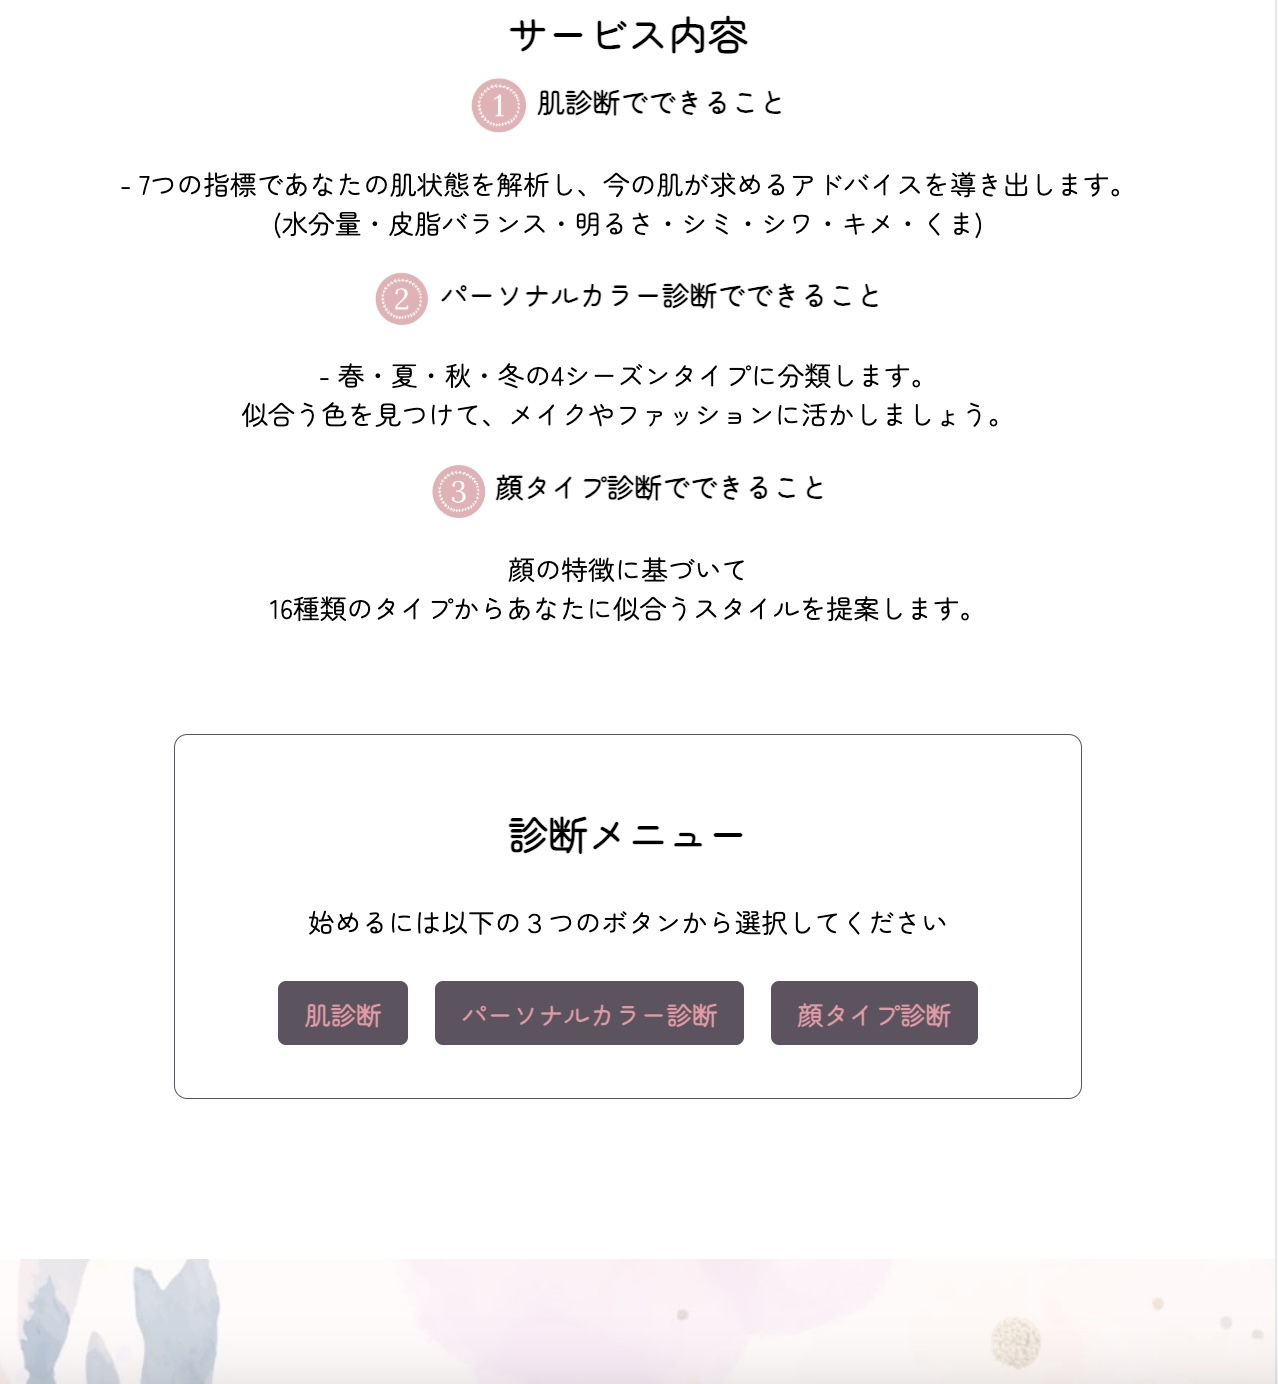 サービス内容
1 肌診断でできること
- 7つの指標であなたの肌状態を解析し、今の肌が求めるアドバイスを導き出します。
(水分量・皮脂バランス・明るさ・シミ・シワ・キメ・くま)
2 パーソナルカラー診断でできること
- 春・夏・秋・冬の4シーズンタイプに分類します。
似合う色を見つけて、メイクやファッションに活かしましょう。
3 顔タイプ診断でできること
顔の特徴に基づいて
16種類のタイプからあなたに似合うスタイルを提案します。
診断メニュー
始めるには以下の３つのボタンから選択してください
肌診断 パーソナルカラー診断 顔タイプ診断